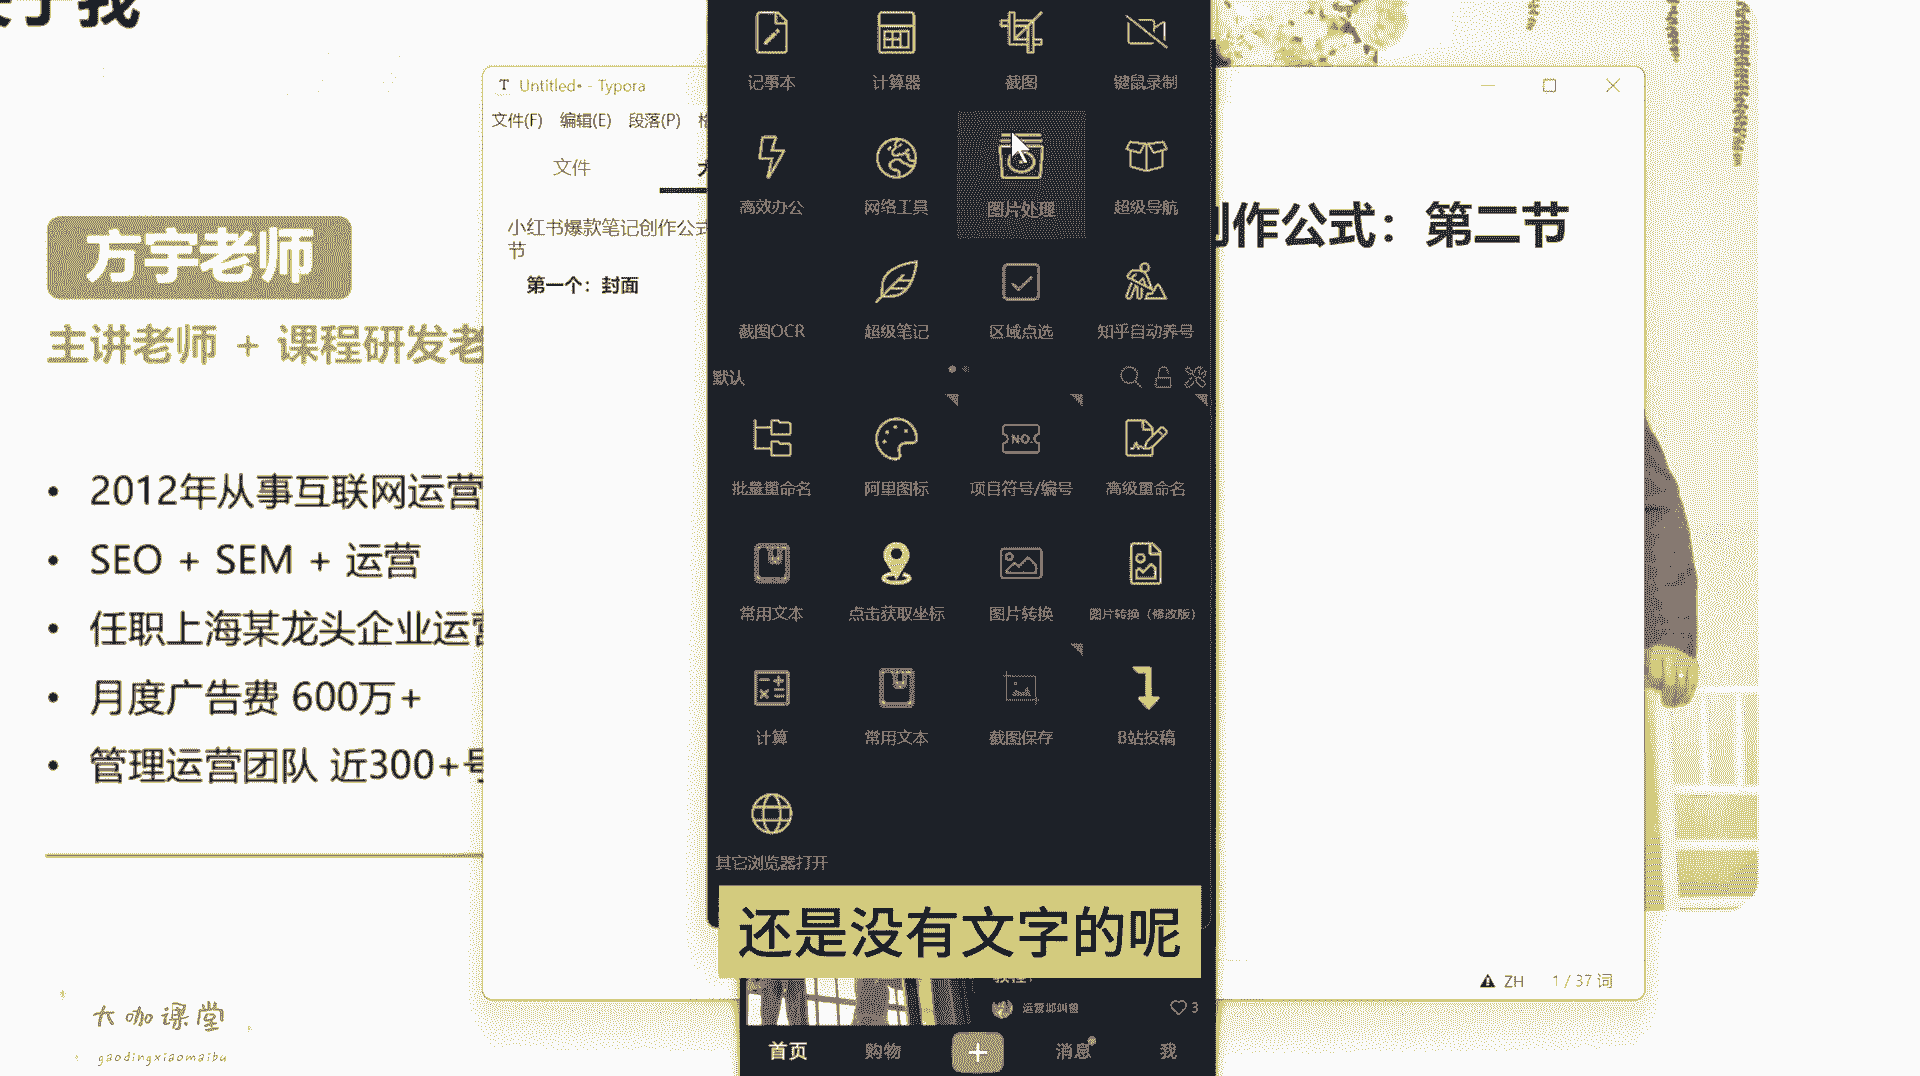 于我
方宇老师
主讲老师 + 课程研发老
2012年从事互联网运营
SEO + SEM + 运营
任职上海某龙头企业运营
月度广告费 600万+
管理运营团队 近300+号
大咖课堂
gaodingxiaomaibu
Untitled• - Typora
文件(F) 编辑(E) 段落(P)
文件
小红书爆款笔记创作公式
节
第一个：封面
创作公式：第二节
ZH 1 / 37 词
记事本 计算器 截图 键鼠录制
高效办公 网络工具 图片处理 超级导航
截图OCR 超级笔记 区域点选 知乎自动养号
默认
NO.
批量重命名 阿里图标 项目符号/编号 高级重命名
常用文本 点击获取坐标 图片转换 图片转换（修改版）
计算 常用文本 截图保存 B站投稿
其它浏览器打开
还是没有文字的呢
教程！
3
首页 购物 消息 我